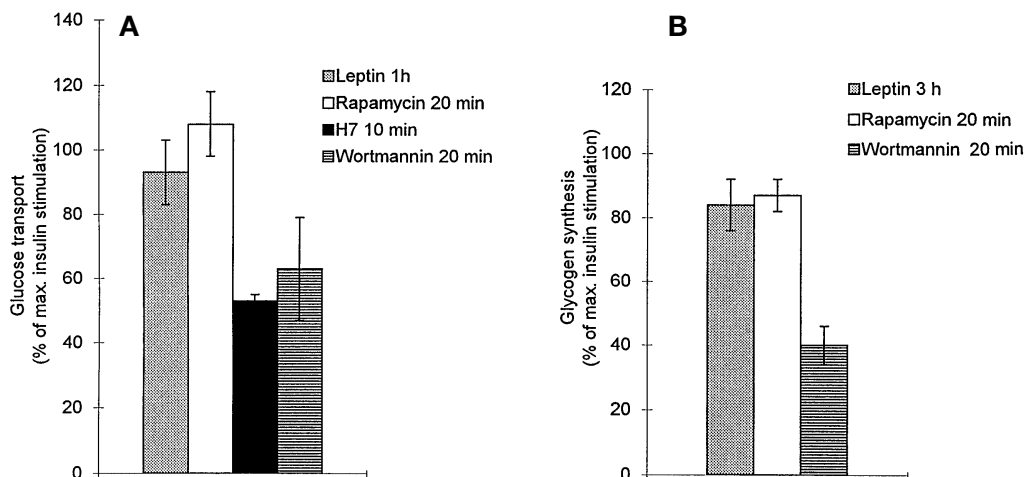 A
Glucose transport
(% of max. insulin stimulation)
140
120
100
80
60
40
20
0
Leptin 1h
Rapamycin 20 min
H7 10 min
Wortmannin 20 min
B
Glycogen synthesis
(% of max. insulin stimulation)
120
100
80
60
40
20
0
Leptin 3 h
Rapamycin 20 min
Wortmannin 20 min